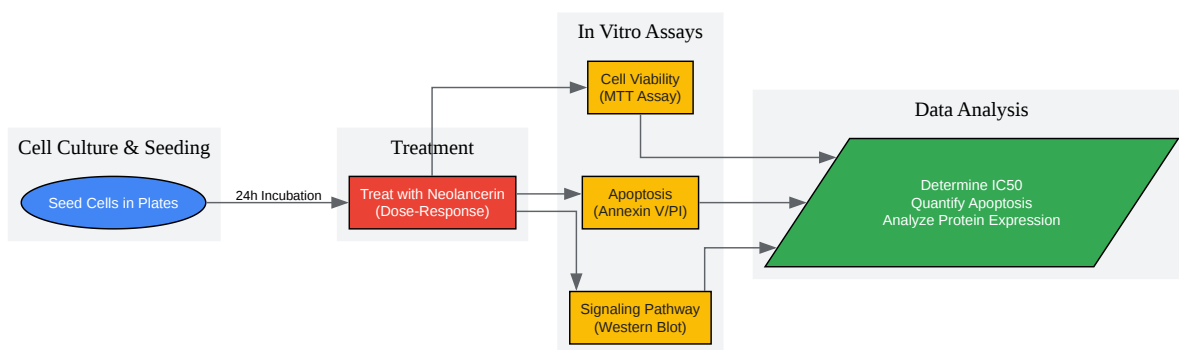 Cell Culture & Seeding
Seed Cells in Plates
24h Incubation
Treatment
Treat with Neolancerin
(Dose-Response)
In Vitro Assays
Cell Viability
(MTT Assay)
Apoptosis
(Annexin V/PI)
Signaling Pathway
(Western Blot)
Data Analysis
Determine IC50
Quantify Apoptosis
Analyze Protein Expression